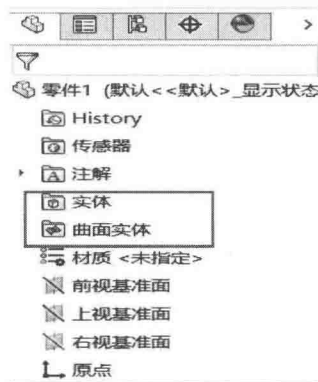 零件1 (默认<<默认>_显示状态
History
传感器
注解
实体
曲面实体
材质 <未指定>
前视基准面
上视基准面
右视基准面
原点